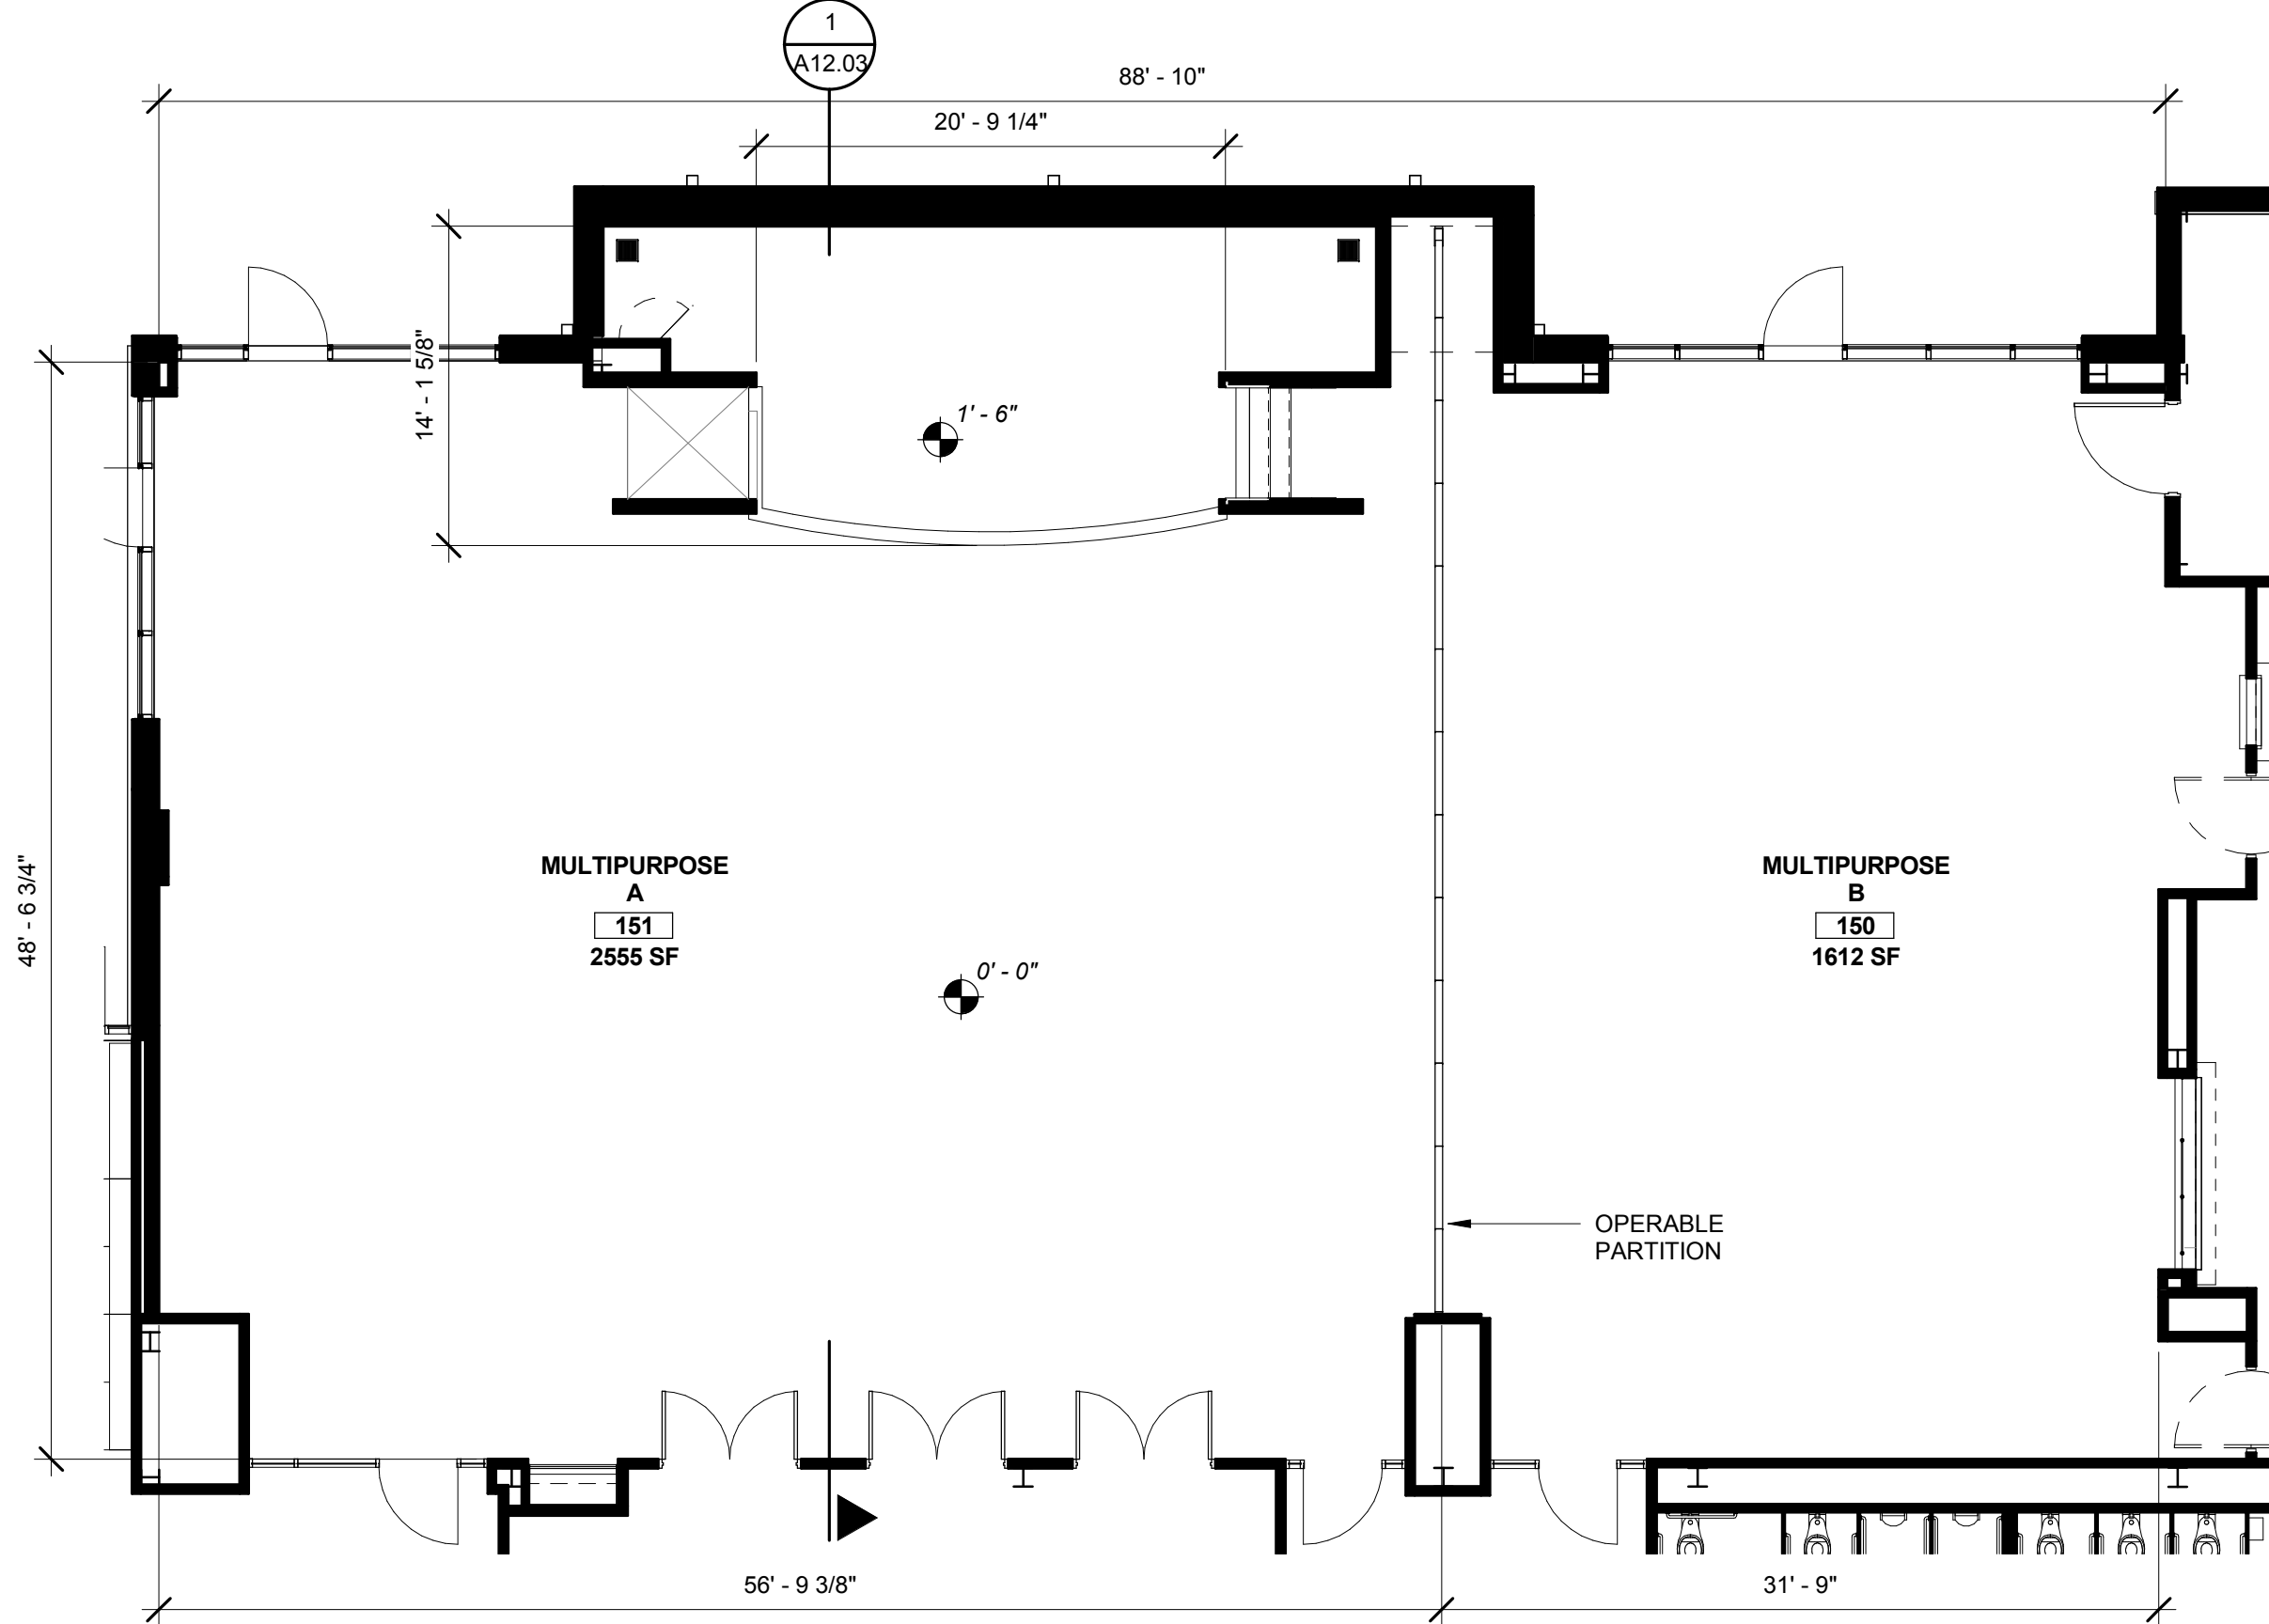 1
A12.03
88' - 10"
20' - 9 1/4"
14' - 1 5/8"
1' - 6"
48' - 6 3/4"
MULTIPURPOSE
A
151
2555 SF
MULTIPURPOSE
B
150
1612 SF
0' - 0"
OPERABLE
PARTITION
56' - 9 3/8"
31' - 9"